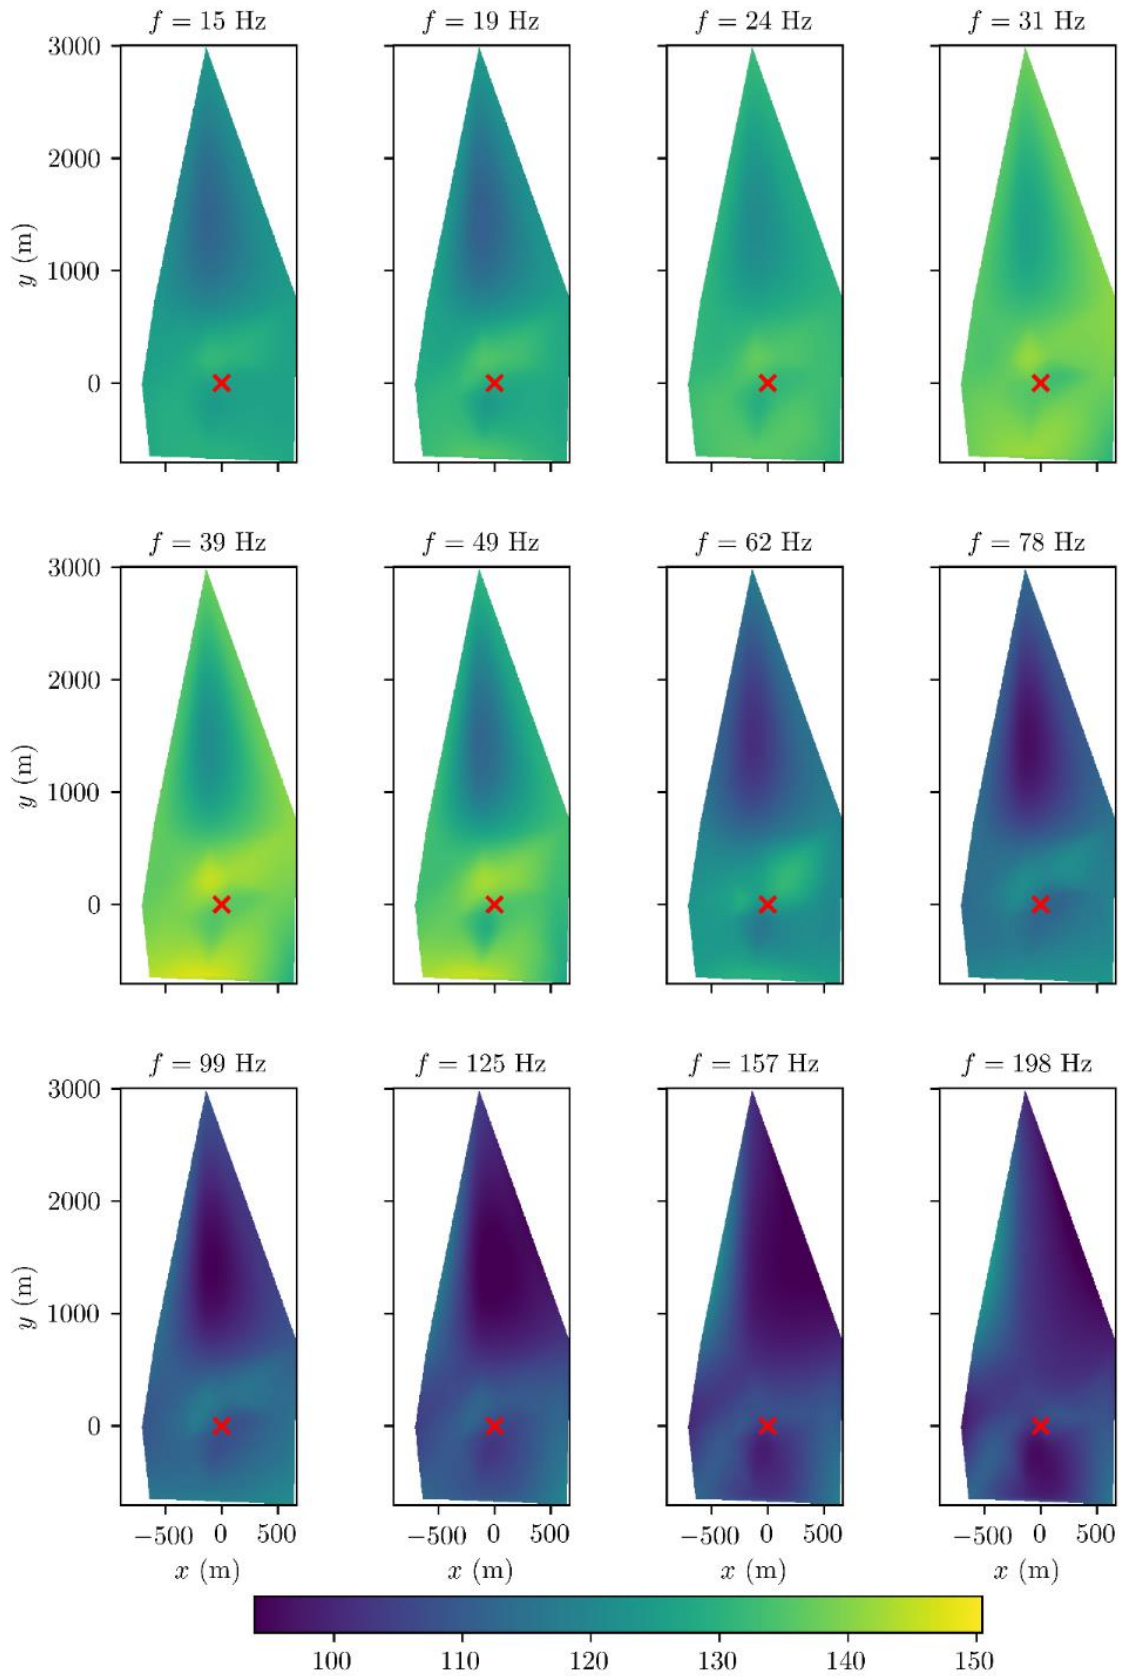 f = 15 Hz f = 19 Hz f = 24 Hz f = 31 Hz
3000
2000
y (m)
1000
0
f = 39 Hz f = 49 Hz f = 62 Hz f = 78 Hz
3000
2000
y (m)
1000
0
f = 99 Hz f = 125 Hz f = 157 Hz f = 198 Hz
3000
2000
y (m)
1000
0
−500 0 500 −500 0 500 −500 0 500 −500 0 500
x (m) x (m) x (m) x (m)
100 110 120 130 140 150